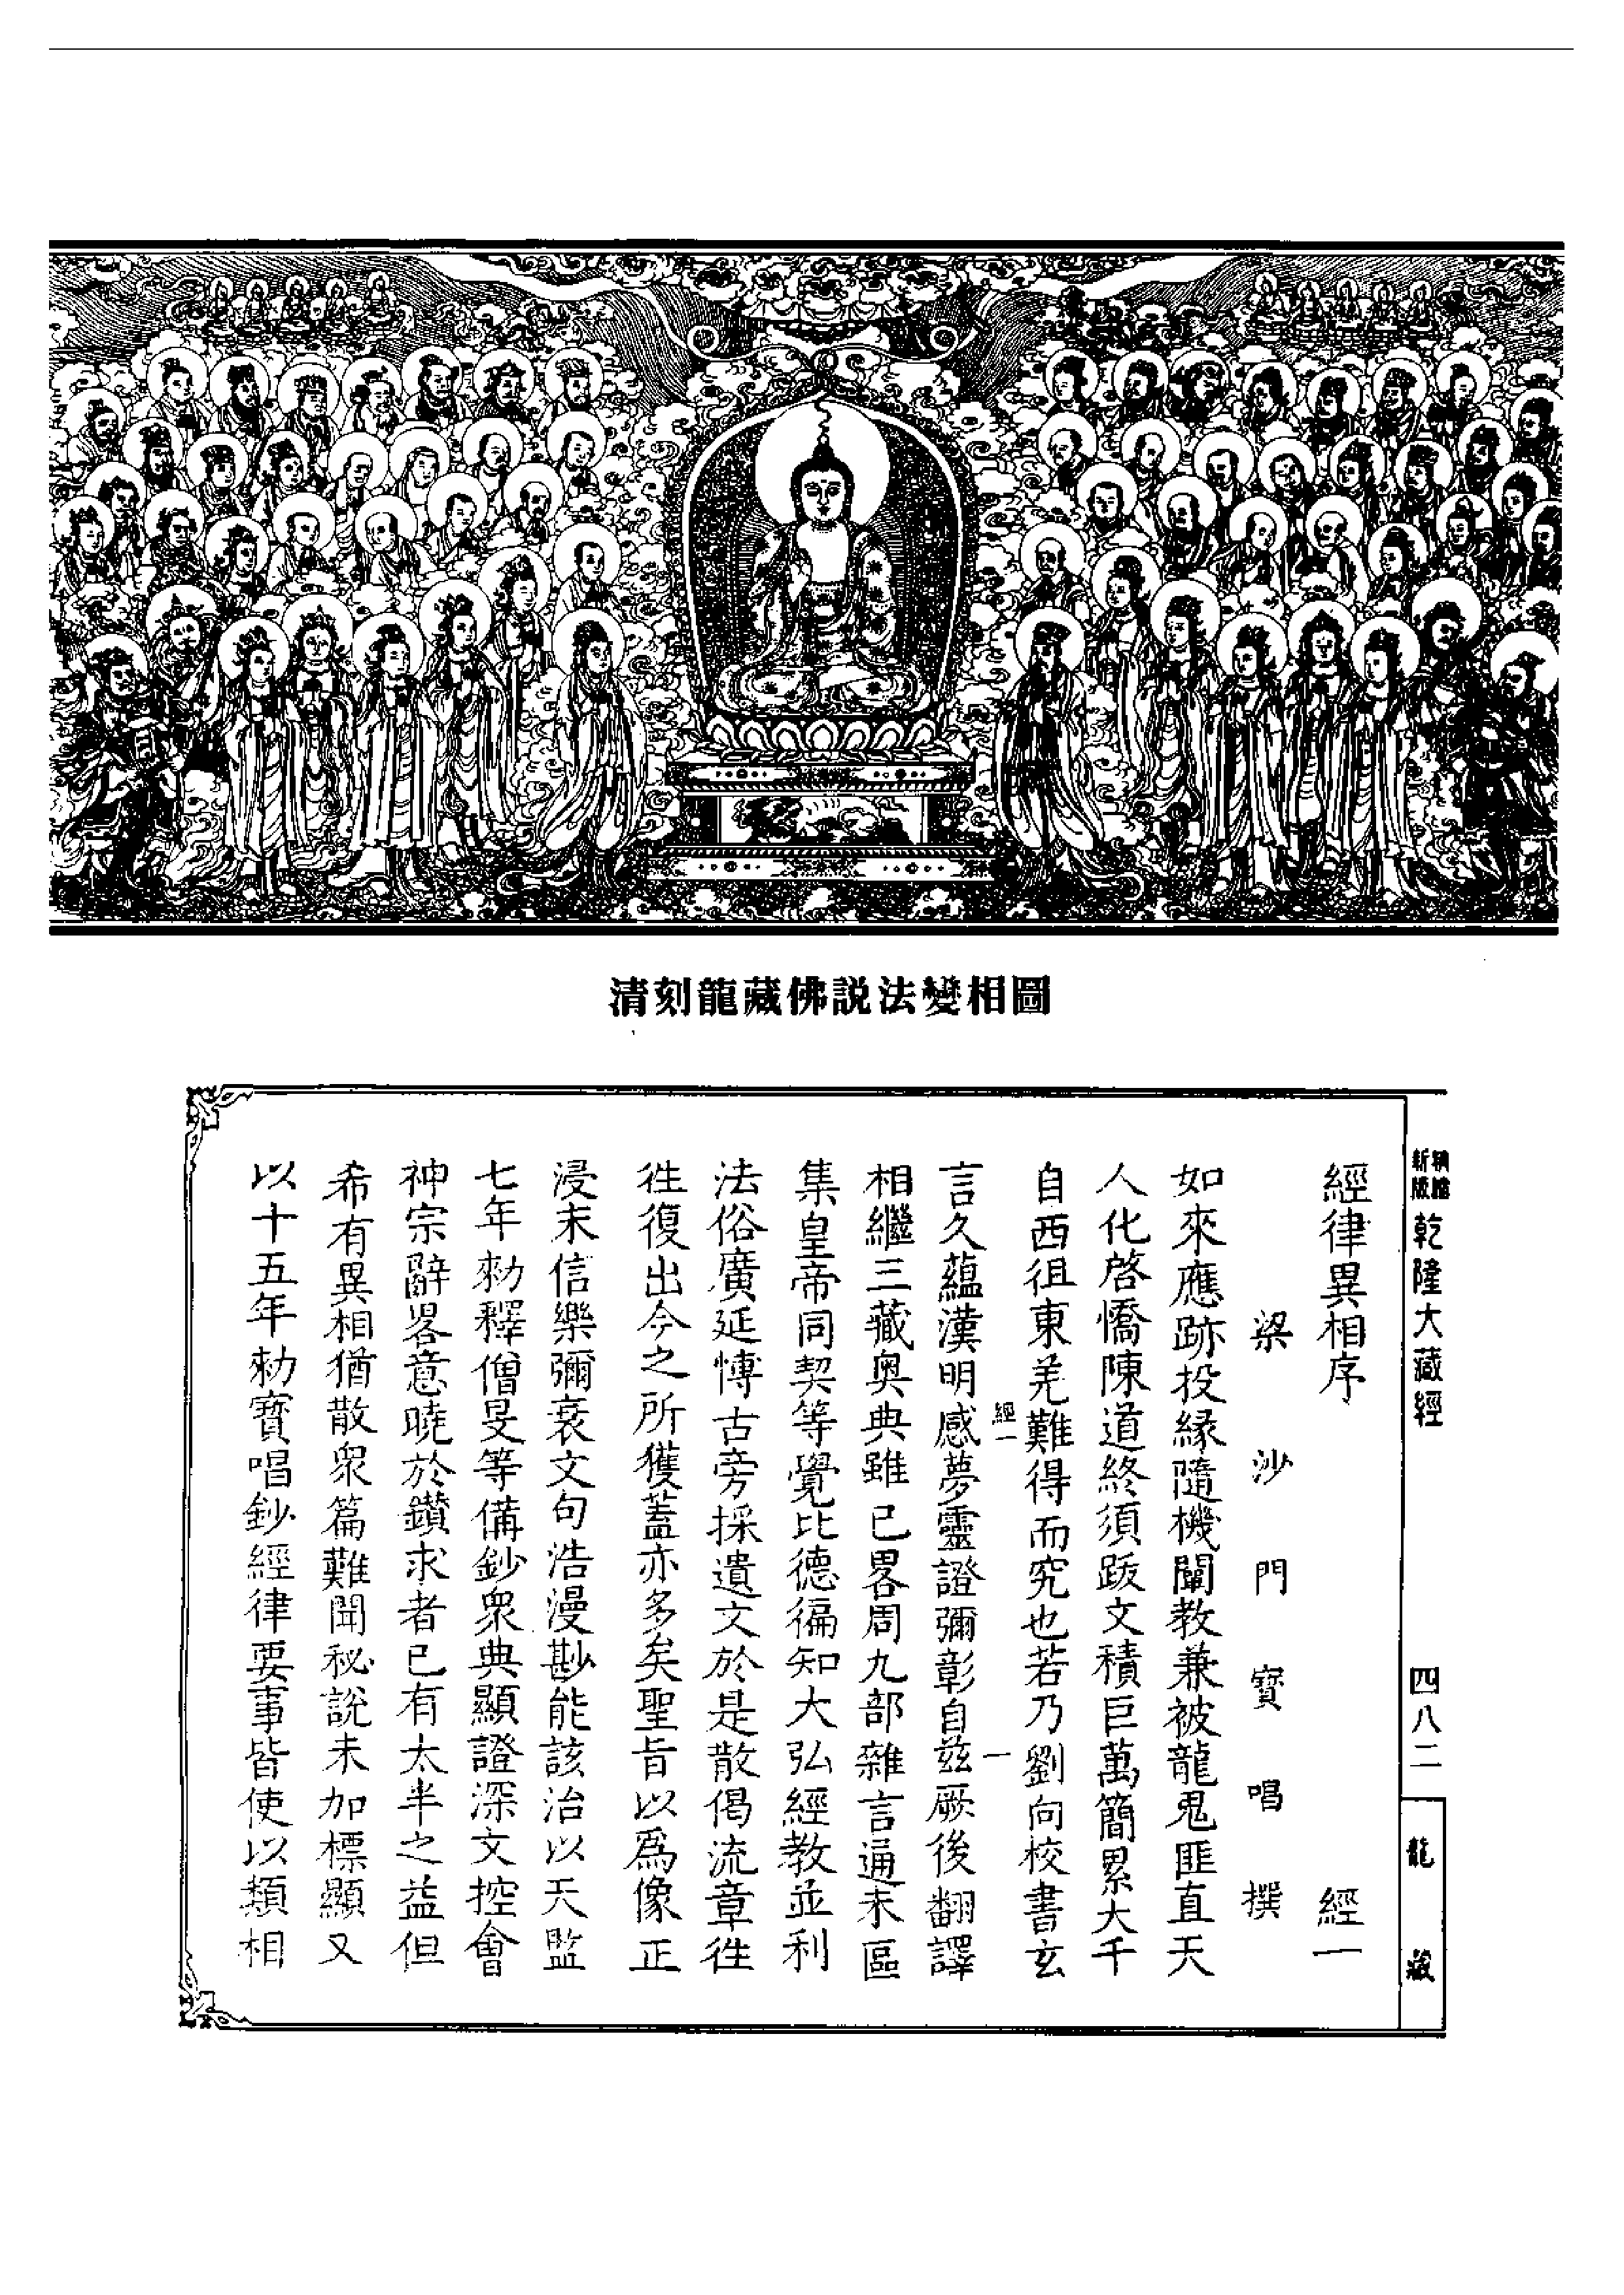 清刻龍藏佛説法變相圖
新版
乾隆大藏經
四八二
龍藏
經律異相序 經一
梁沙門寶唱撰
如來應跡投縁隨機闡教兼被龍鬼匪直天
人化啓憍陳道終須跋文積巨萬簡累大千
自西徂東羌難得而究也若乃劉向校書玄
經一 一
言久蘊漢明感夢靈證彌彰自兹厥後翻譯
相繼三藏奥典雖已畧周九部雜言通未區
集皇帝同契等覺比德徧知大弘經教並利
法俗廣延愽古旁採遺文於是散偈流章徃
徃復出今之所獲蓋亦多矣聖旨以爲像正
浸末信樂彌衰文句浩漫尠能該洽以天監
七年勑釋僧旻等備鈔衆典顯證深文控會
神宗辭畧意曉於鑚求者已有太半之益但
希有異相猶散衆篇難聞秘說未加標顯又
以十五年勑寳唱鈔經律要事皆使以類相